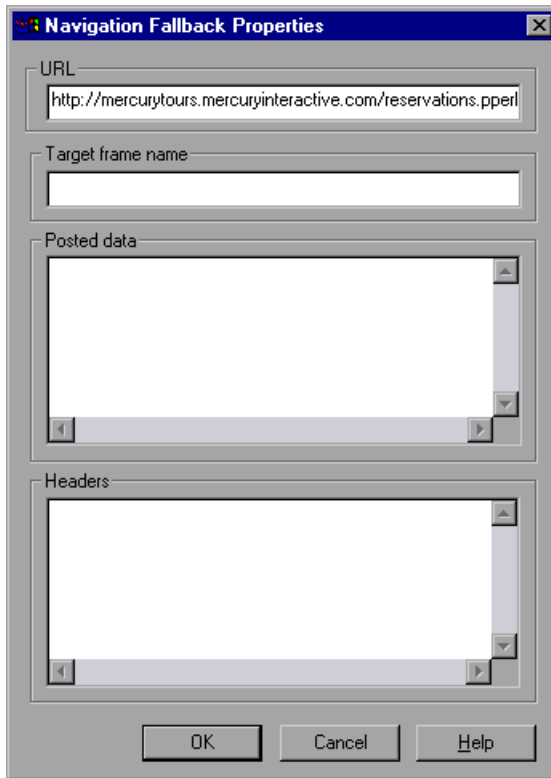 Navigation Fallback Properties
URL
http://mercurytours.mercuryinteractive.com/reservations.pperl
Target frame name
Posted data
Headers
OK
Cancel
Help